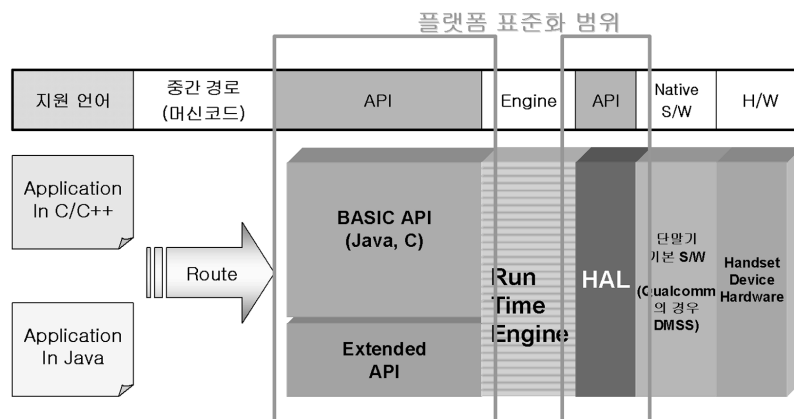 플랫폼 표준화 범위
지원 언어
중간 경로
(머신코드)
API
Engine
API
Native
S/W
H/W
Application
In C/C++
Application
In Java
Route
BASIC API
(Java, C)
Extended
API
Run
Time
Engine
HAL
단말기
기본 S/W
(Qualcomm
의 경우
DMSS)
Handset
Device
Hardware